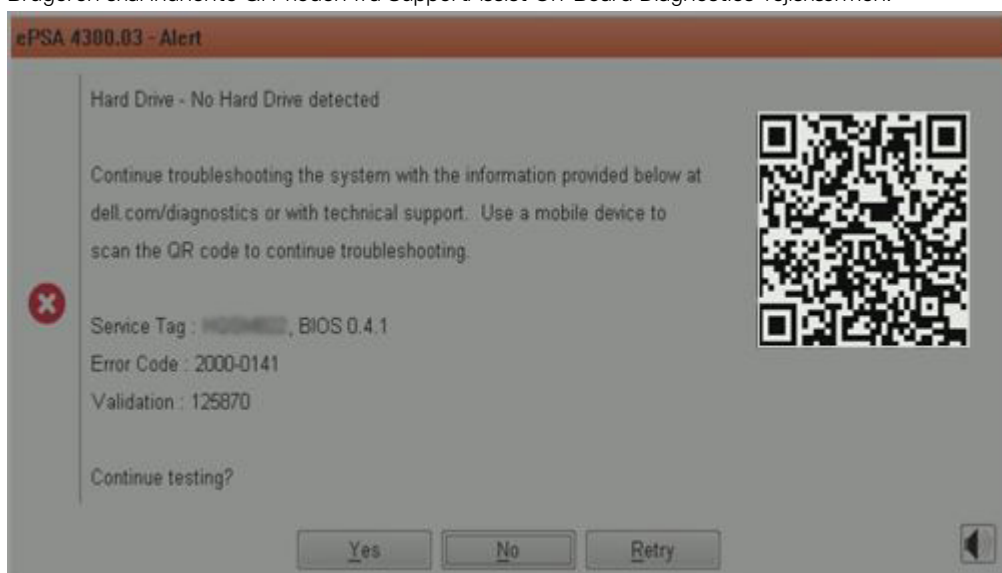 ePSA 4300.03 - Alert
Hard Drive - No Hard Drive detected
Continue troubleshooting the system with the information provided below at
dell.com/diagnostics or with technical support. Use a mobile device to
scan the QR code to continue troubleshooting.
Service Tag : , BIOS 0.4.1
Error Code : 2000-0141
Validation : 125870
Continue testing?
Yes No Retry